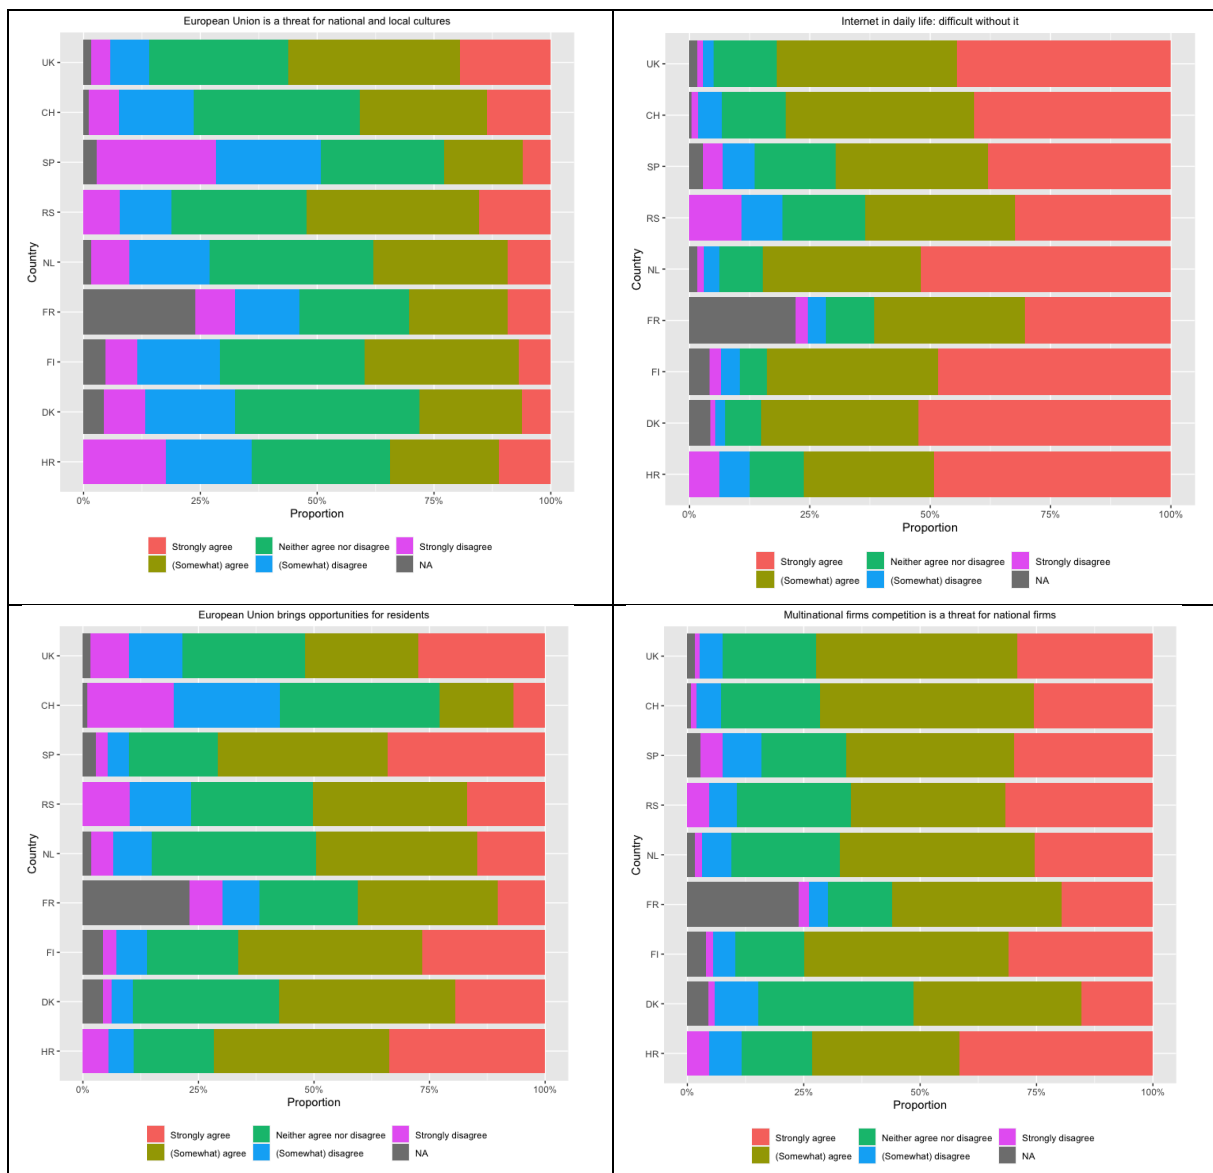 European Union is a threat for national and local cultures
UK
CH
SP
RS
NL
FR
FI
DK
HR
Country
0% 25% 50% 75% 100%
Proportion
Strongly agree Neither agree nor disagree Strongly disagree
(Somewhat) agree (Somewhat) disagree NA
Internet in daily life: difficult without it
UK
CH
SP
RS
NL
FR
FI
DK
HR
Country
0% 25% 50% 75% 100%
Proportion
Strongly agree Neither agree nor disagree Strongly disagree
(Somewhat) agree (Somewhat) disagree NA
European Union brings opportunities for residents
UK
CH
SP
RS
NL
FR
FI
DK
HR
Country
0% 25% 50% 75% 100%
Proportion
Strongly agree Neither agree nor disagree Strongly disagree
(Somewhat) agree (Somewhat) disagree NA
Multinational firms competition is a threat for national firms
UK
CH
SP
RS
NL
FR
FI
DK
HR
Country
0% 25% 50% 75% 100%
Proportion
Strongly agree Neither agree nor disagree Strongly disagree
(Somewhat) agree (Somewhat) disagree NA